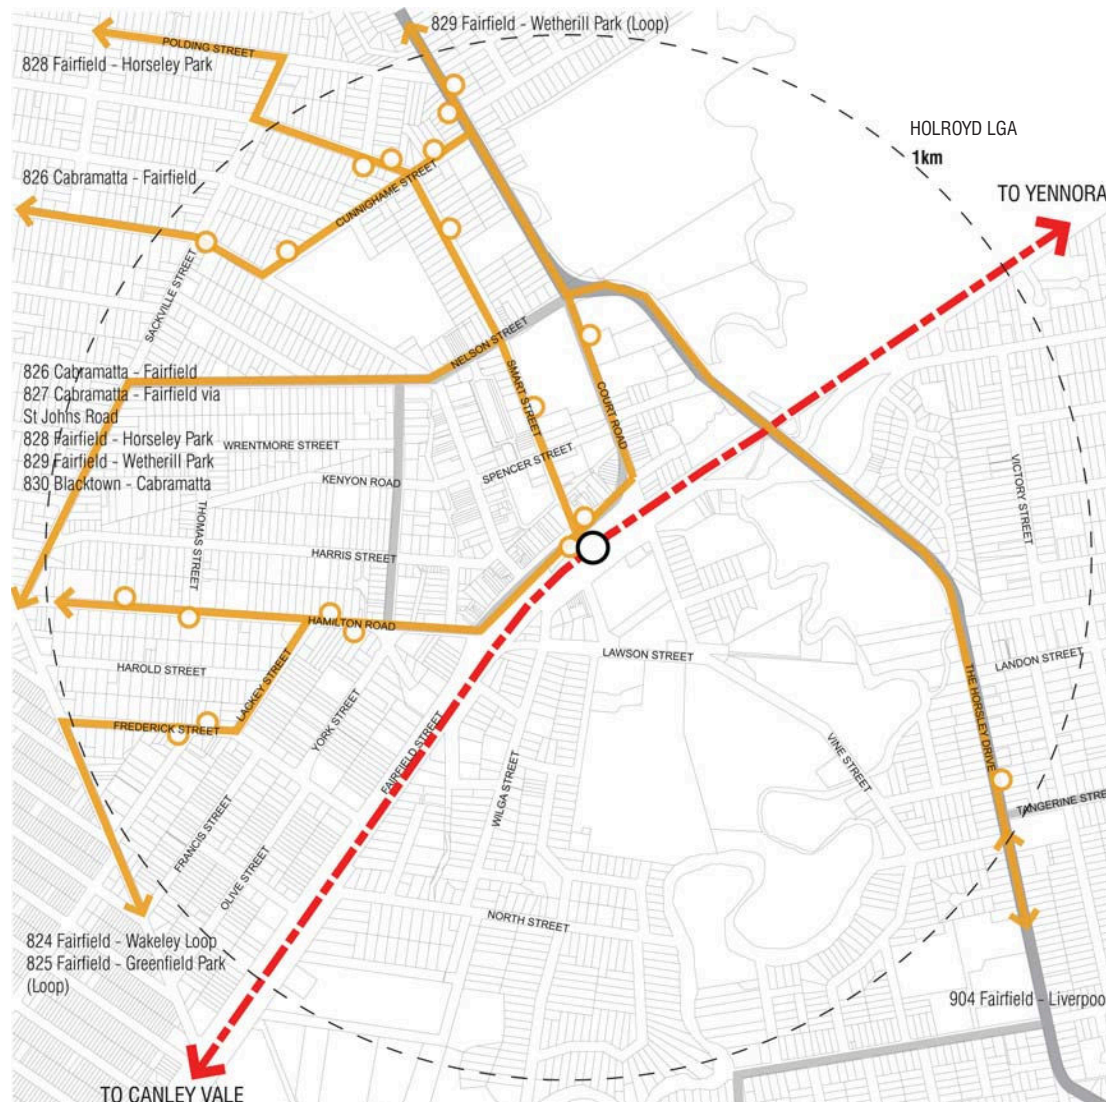 829 Fairfield - Wetherill Park (Loop)
POLDING STREET
828 Fairfield - Horseley Park
HOLROYD LGA
1km
826 Cabramatta - Fairfield
CUNNIGHAME STREET
TO YENNORA
SACKVILLE STREET
NELSON STREET
826 Cabramatta - Fairfield
827 Cabramatta - Fairfield via
St Johns Road
828 Fairfield - Horseley Park
829 Fairfield - Wetherill Park
830 Blacktown - Cabramatta
SMART STREET
COURT ROAD
WRENTMORE STREET
SPENCER STREET
KENYON ROAD
VICTORY STREET
THOMAS STREET
HARRIS STREET
HAMILTON ROAD
LAWSON STREET
LANDON STREET
HAROLD STREET
LACKEY STREET
THE HORSLEY DRIVE
FREDERICK STREET
YORK STREET
FAIRFIELD STREET
VINE STREET
WILGA STREET
TANGERINE STRE
FRANCIS STREET
OLIVE STREET
NORTH STREET
824 Fairfield - Wakeley Loop
825 Fairfield - Greenfield Park
(Loop)
904 Fairfield - Liverpoo
TO CANLEY VALE